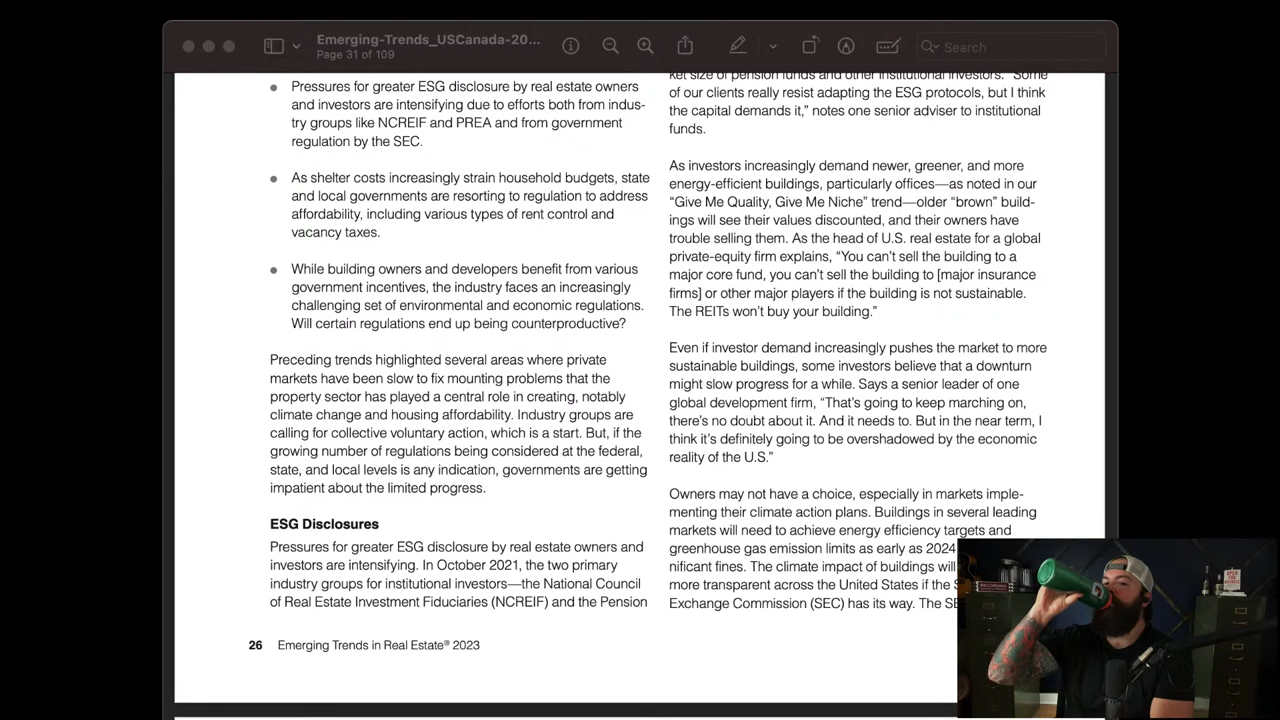 Emerging-Trends_USCanada-20...
Page 31 of 109
Search
Pressures for greater ESG disclosure by real estate owners
and investors are intensifying due to efforts both from indus-
try groups like NCREIF and PREA and from government
regulation by the SEC.
As shelter costs increasingly strain household budgets, state
and local governments are resorting to regulation to address
affordability, including various types of rent control and
vacancy taxes.
While building owners and developers benefit from various
government incentives, the industry faces an increasingly
challenging set of environmental and economic regulations.
Will certain regulations end up being counterproductive?
Preceding trends highlighted several areas where private
markets have been slow to fix mounting problems that the
property sector has played a central role in creating, notably
climate change and housing affordability. Industry groups are
calling for collective voluntary action, which is a start. But, if the
growing number of regulations being considered at the federal,
state, and local levels is any indication, governments are getting
impatient about the limited progress.
ESG Disclosures
Pressures for greater ESG disclosure by real estate owners and
investors are intensifying. In October 2021, the two primary
industry groups for institutional investors—the National Council
of Real Estate Investment Fiduciaries (NCREIF) and the Pension
ket size of pension funds and other institutional investors. “Some
of our clients really resist adapting the ESG protocols, but I think
the capital demands it,” notes one senior adviser to institutional
funds.
As investors increasingly demand newer, greener, and more
energy-efficient buildings, particularly offices—as noted in our
“Give Me Quality, Give Me Niche” trend—older “brown” build-
ings will see their values discounted, and their owners have
trouble selling them. As the head of U.S. real estate for a global
private-equity firm explains, “You can’t sell the building to a
major core fund, you can’t sell the building to [major insurance
firms] or other major players if the building is not sustainable.
The REITs won’t buy your building.”
Even if investor demand increasingly pushes the market to more
sustainable buildings, some investors believe that a downturn
might slow progress for a while. Says a senior leader of one
global development firm, “That’s going to keep marching on,
there’s no doubt about it. And it needs to. But in the near term, I
think it’s definitely going to be overshadowed by the economic
reality of the U.S.”
Owners may not have a choice, especially in markets imple-
menting their climate action plans. Buildings in several leading
markets will need to achieve energy efficiency targets and
greenhouse gas emission limits as early as 2024
nificant fines. The climate impact of buildings will
more transparent across the United States if the S
Exchange Commission (SEC) has its way. The SE
26 Emerging Trends in Real Estate® 2023